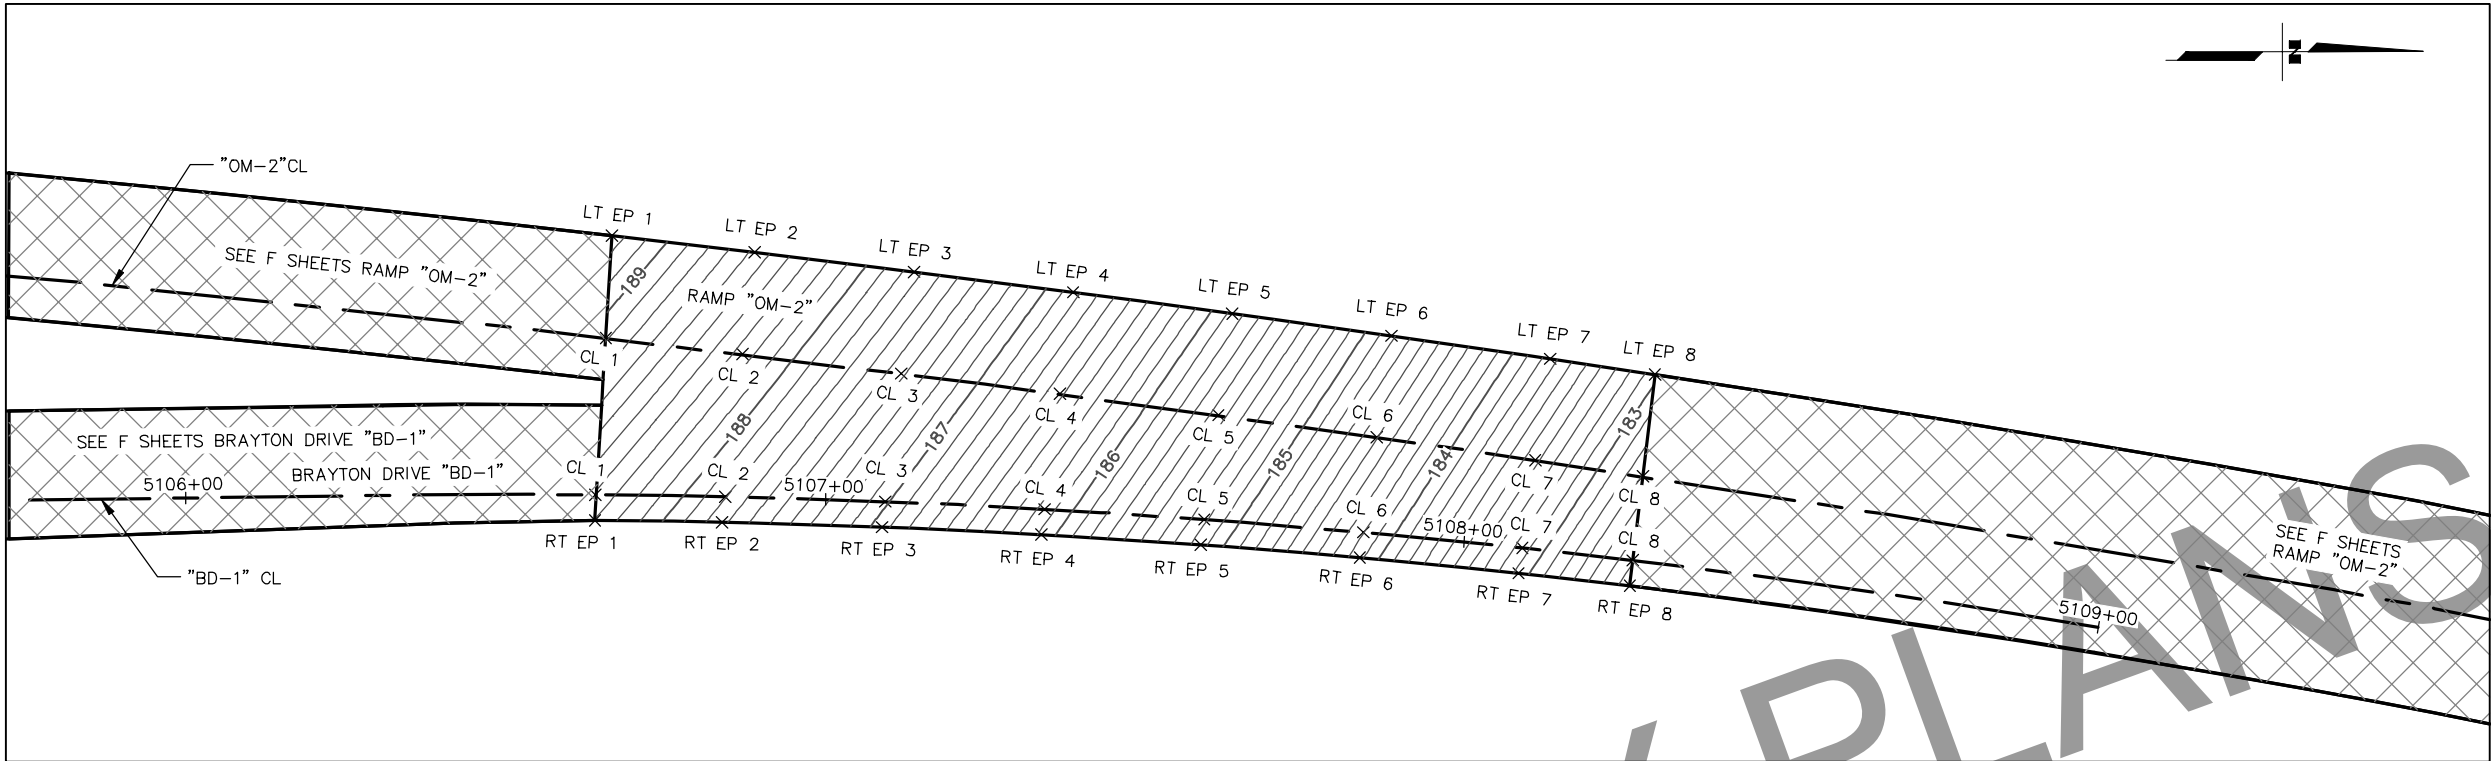 N
"OM-2"CL
LT EP 1
LT EP 2
LT EP 3
LT EP 4
LT EP 5
LT EP 6
LT EP 7
LT EP 8
SEE F SHEETS RAMP "OM-2"
189
RAMP "OM-2"
CL 1
CL 2
CL 3
CL 4
CL 5
CL 6
CL 7
CL 8
188
187
186
185
184
183
SEE F SHEETS BRAYTON DRIVE "BD-1"
BRAYTON DRIVE "BD-1"
5106+00
CL 1
CL 2
5107+00
CL 3
CL 4
CL 5
CL 6
5108+00
CL 7
CL 8
SEE F SHEETS
RAMP "OM-2"
5109+00
RT EP 1
RT EP 2
RT EP 3
RT EP 4
RT EP 5
RT EP 6
RT EP 7
RT EP 8
"BD-1" CL
PLANS